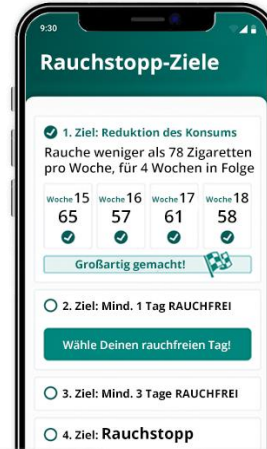 9:30
Rauchstopp-Ziele
1. Ziel: Reduktion des Konsums
Rauche weniger als 78 Zigaretten
pro Woche, für 4 Wochen in Folge
Woche 15 Woche 16 Woche 17 Woche 18
65 57 61 58
Großartig gemacht!
2. Ziel: Mind. 1 Tag RAUCHFREI
Wähle Deinen rauchfreien Tag!
3. Ziel: Mind. 3 Tage RAUCHFREI
4. Ziel: Rauchstopp